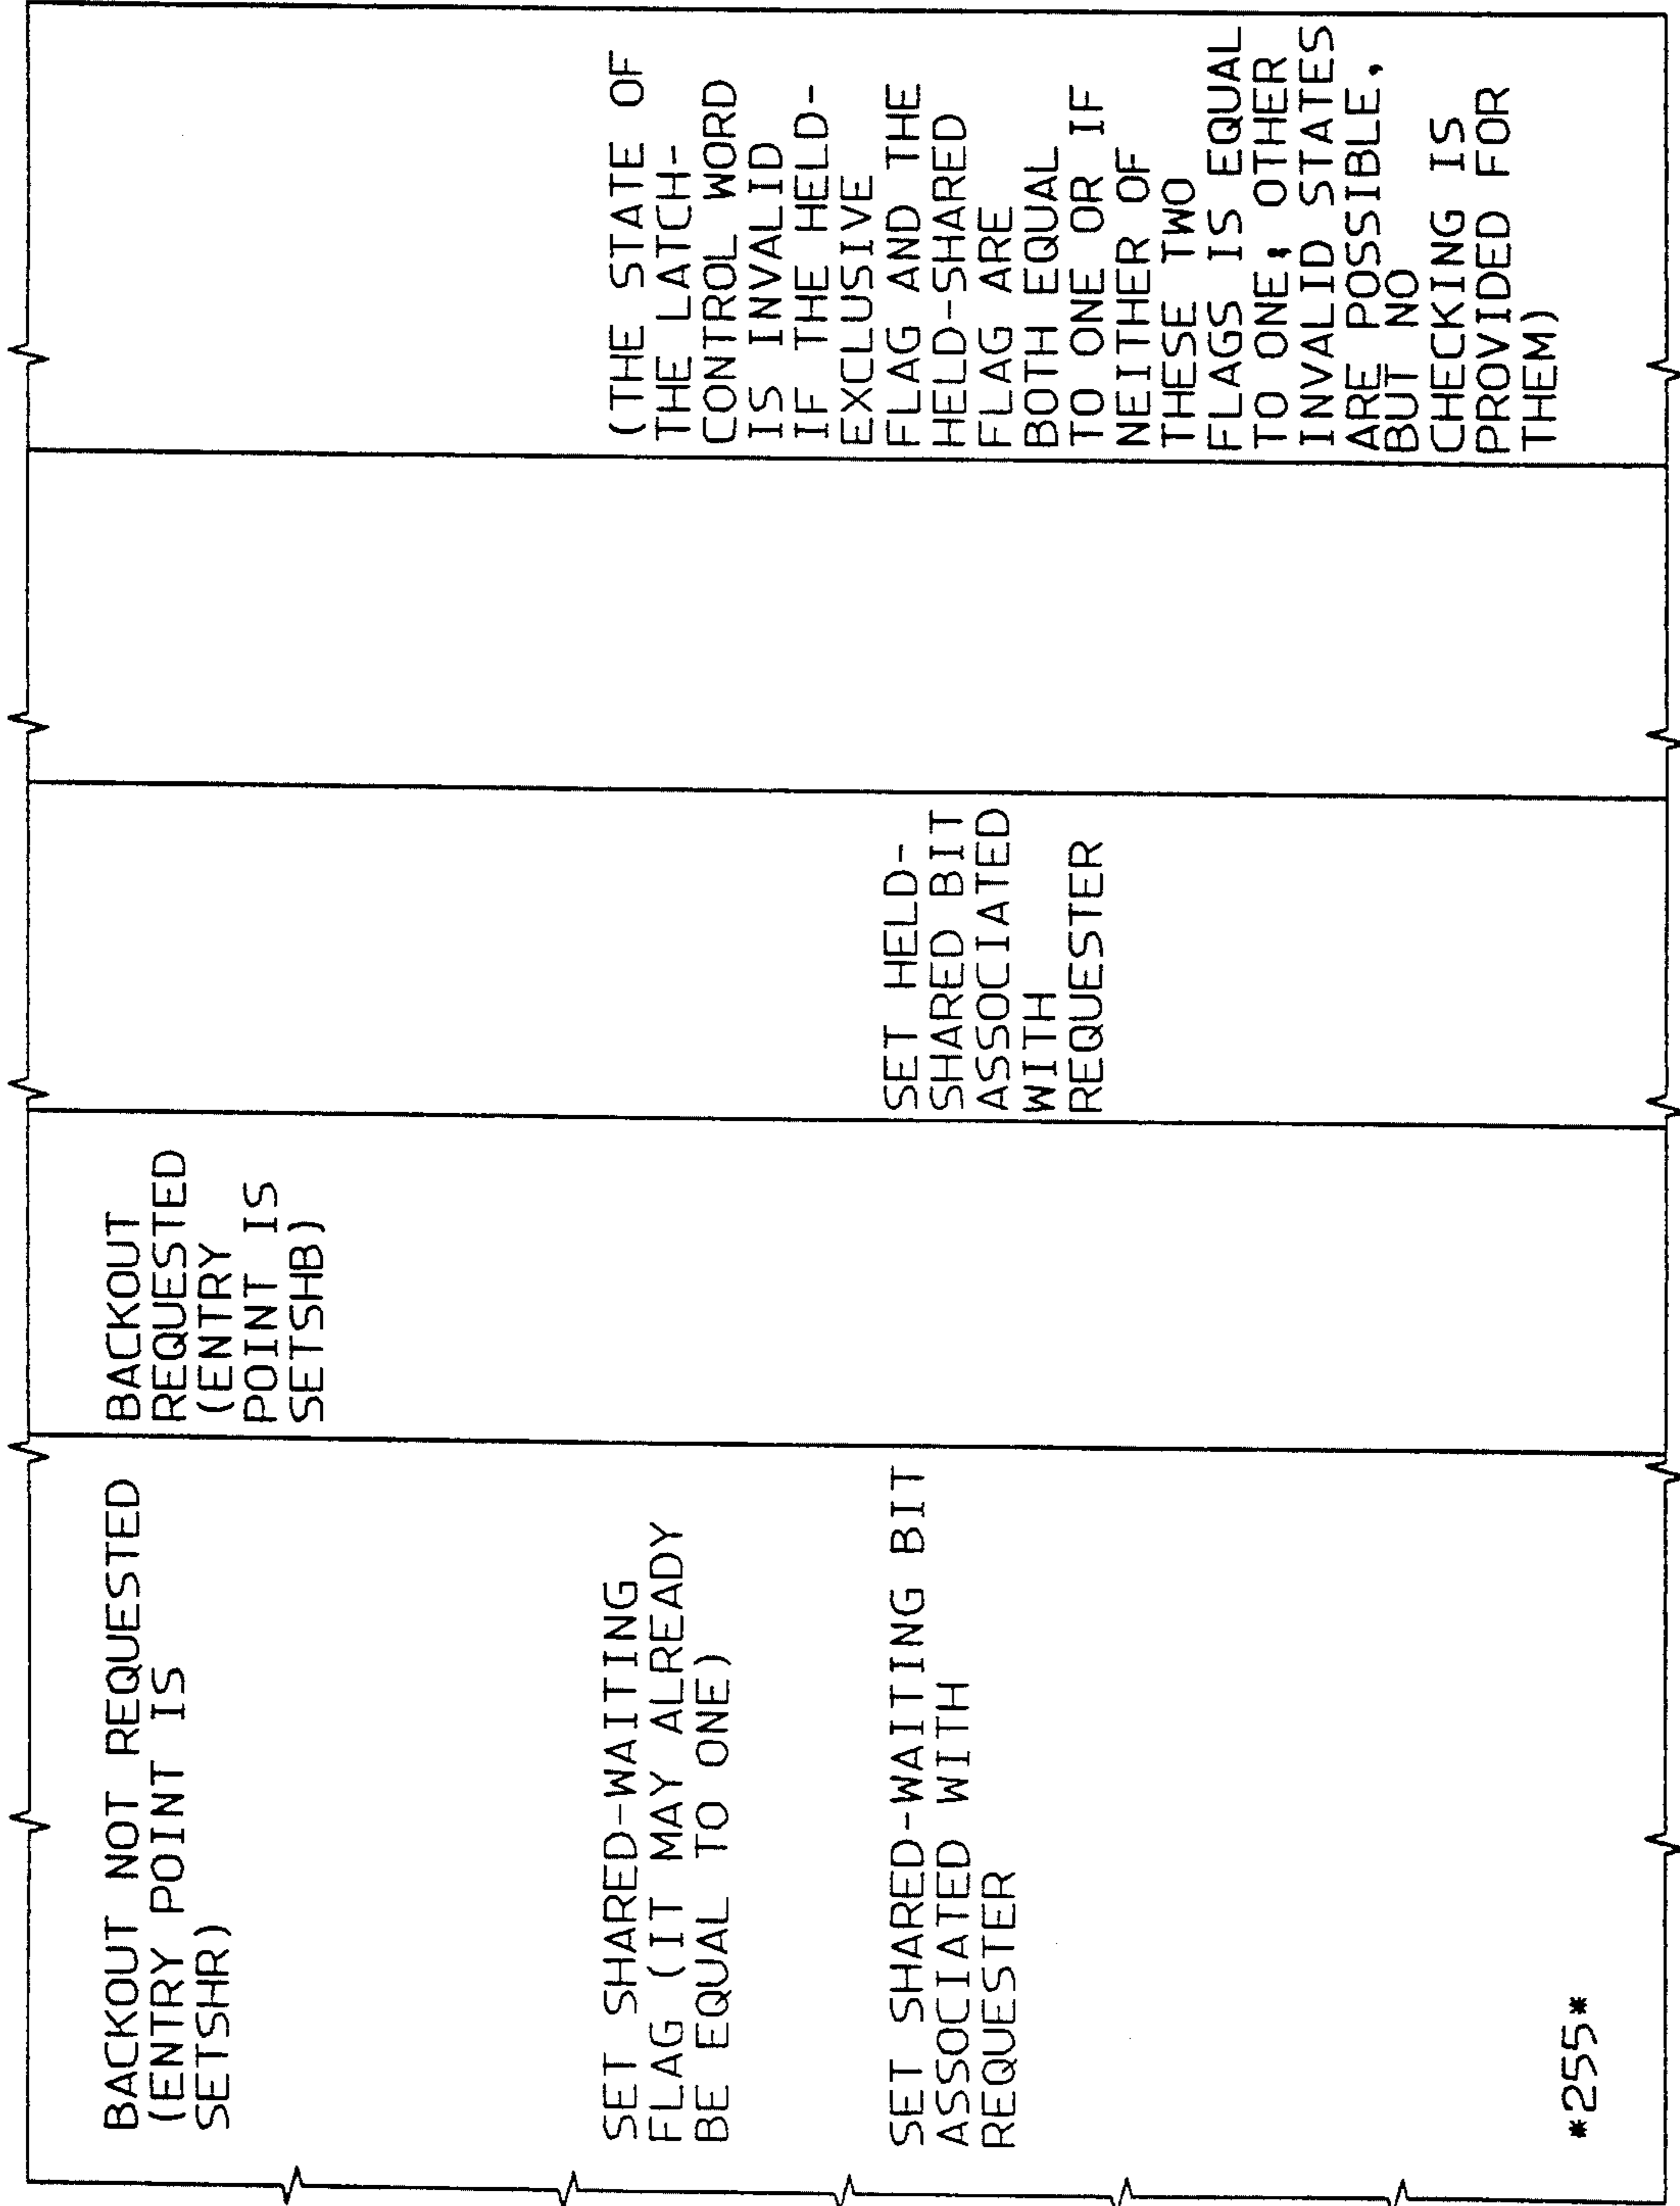 BACKOUT NOT REQUESTED
(ENTRY POINT IS
SETSHR)
SET SHARED-WAITING
FLAG (IT MAY ALREADY
BE EQUAL TO ONE)
SET SHARED-WAITING BIT
ASSOCIATED WITH
REQUESTER
*255*
BACKOUT
REQUESTED
(ENTRY
POINT IS
SETSHB)
SET HELD-
SHARED BIT
ASSOCIATED
WITH
REQUESTER
(THE STATE OF
THE LATCH-
CONTROL WORD
IS INVALID
IF THE HELD-
EXCLUSIVE
FLAG AND THE
HELD-SHARED
FLAG ARE
BOTH EQUAL
TO ONE OR IF
NEITHER OF
THESE TWO
FLAGS IS EQUAL
TO ONE; OTHER
INVALID STATES
ARE POSSIBLE,
BUT NO
CHECKING IS
PROVIDED FOR
THEM)